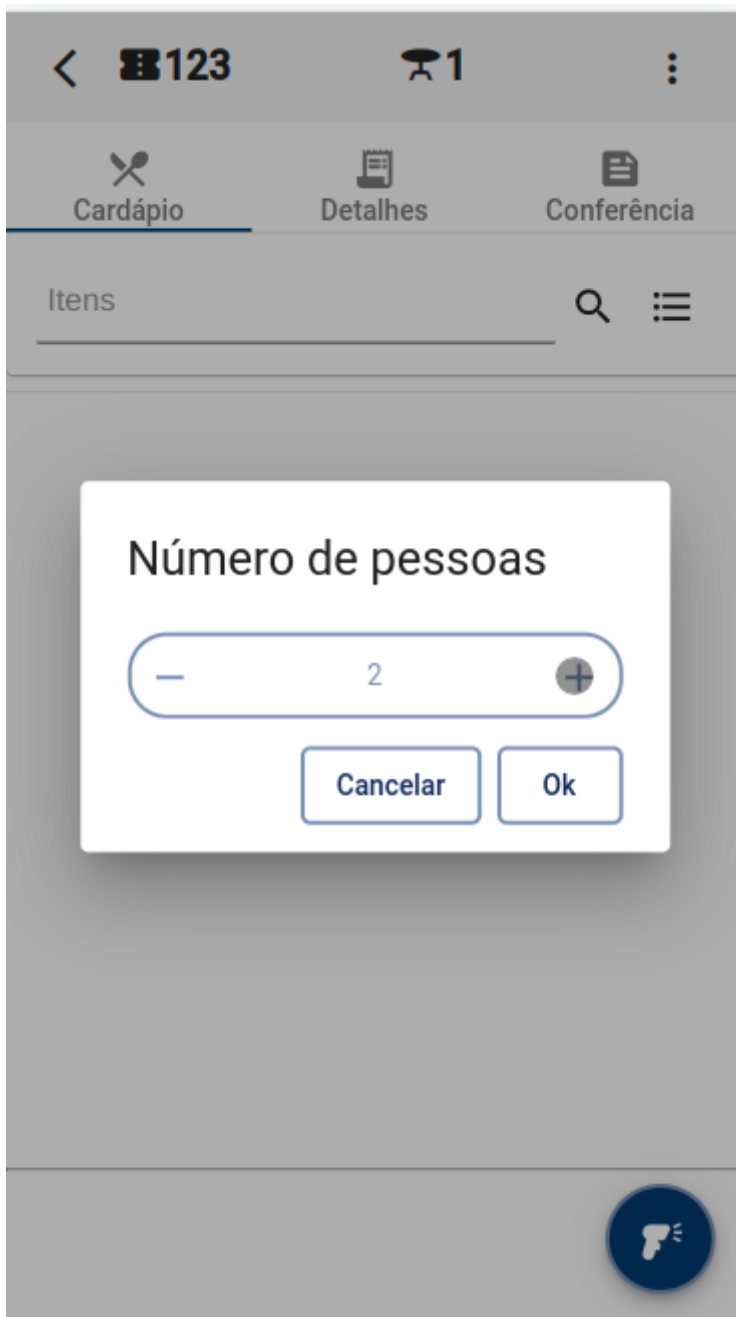 123 1
Cardápio Detalhes Conferência
Itens
Número de pessoas
2
Cancelar Ok